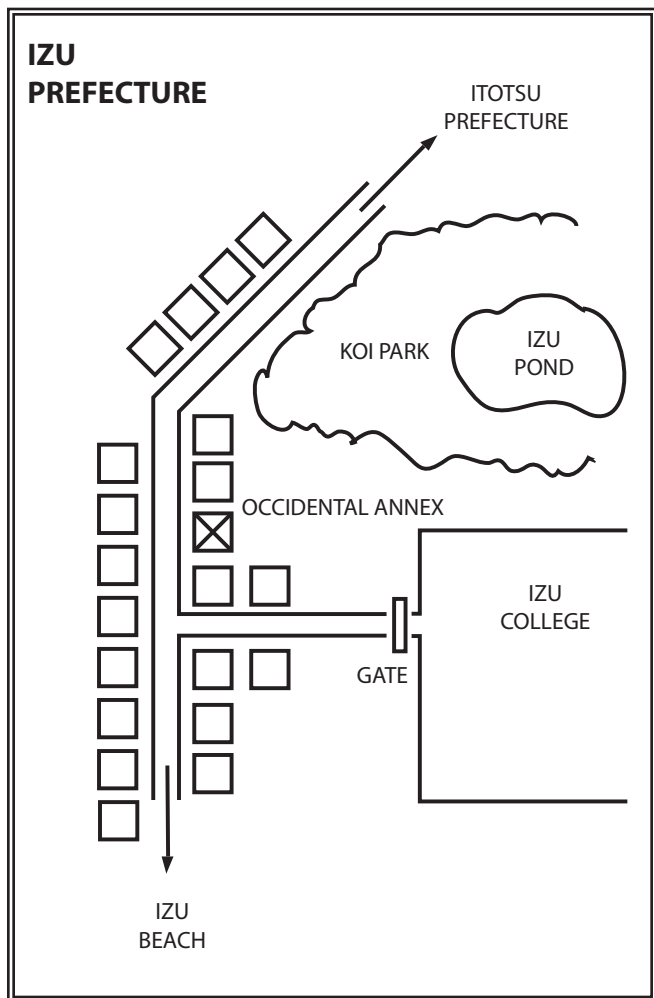 IZU
PREFECTURE
ITOTSU
PREFECTURE
KOI PARK
IZU
POND
OCCIDENTAL ANNEX
IZU
COLLEGE
GATE
IZU
BEACH